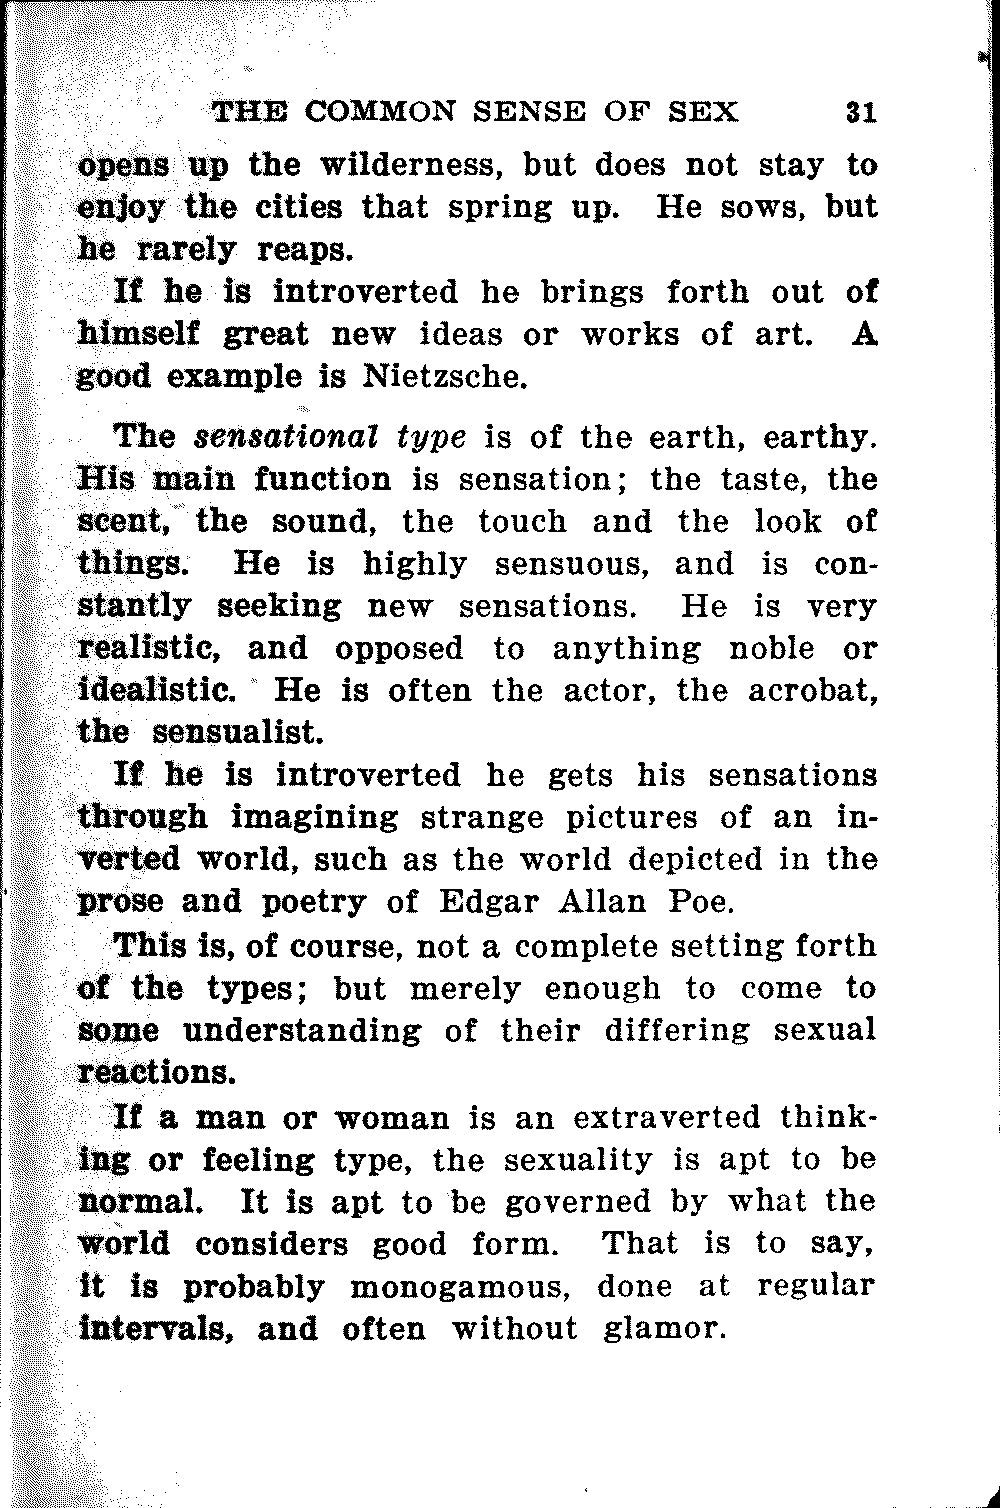 THE COMMON SENSE OF SEX 31
opens up the wilderness, but does not stay to
enjoy the cities that spring up. He sows, but
he rarely reaps.
If he is introverted he brings forth out of
himself great new ideas or works of art. A
good example is Nietzsche.
The sensational type is of the earth, earthy.
His main function is sensation; the taste, the
scent, the sound, the touch and the look of
things. He is highly sensuous, and is con-
stantly seeking new sensations. He is very
realistic, and opposed to anything noble or
idealistic. He is often the actor, the acrobat,
the sensualist.
If he is introverted he gets his sensations
through imagining strange pictures of an in-
verted world, such as the world depicted in the
prose and poetry of Edgar Allan Poe.
This is, of course, not a complete setting forth
of the types; but merely enough to come to
some understanding of their differing sexual
reactions.
If a man or woman is an extraverted think-
ing or feeling type, the sexuality is apt to be
normal. It is apt to be governed by what the
world considers good form. That is to say,
it is probably monogamous, done at regular
intervals, and often without glamor.